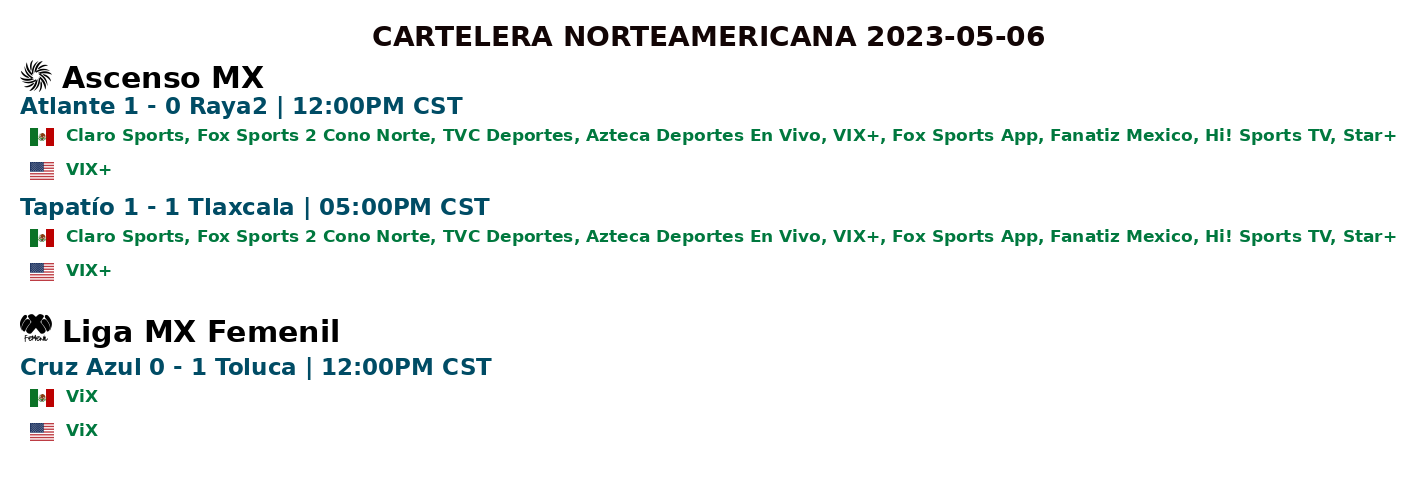 CARTELERA NORTEAMERICANA 2023-05-06
Ascenso MX
Atlante 1 - 0 Raya2 | 12:00PM CST
Claro Sports, Fox Sports 2 Cono Norte, TVC Deportes, Azteca Deportes En Vivo, VIX+, Fox Sports App, Fanatiz Mexico, Hi! Sports TV, Star+
VIX+
Tapatío 1 - 1 Tlaxcala | 05:00PM CST
Claro Sports, Fox Sports 2 Cono Norte, TVC Deportes, Azteca Deportes En Vivo, VIX+, Fox Sports App, Fanatiz Mexico, Hi! Sports TV, Star+
VIX+
Liga MX Femenil
Cruz Azul 0 - 1 Toluca | 12:00PM CST
ViX
ViX